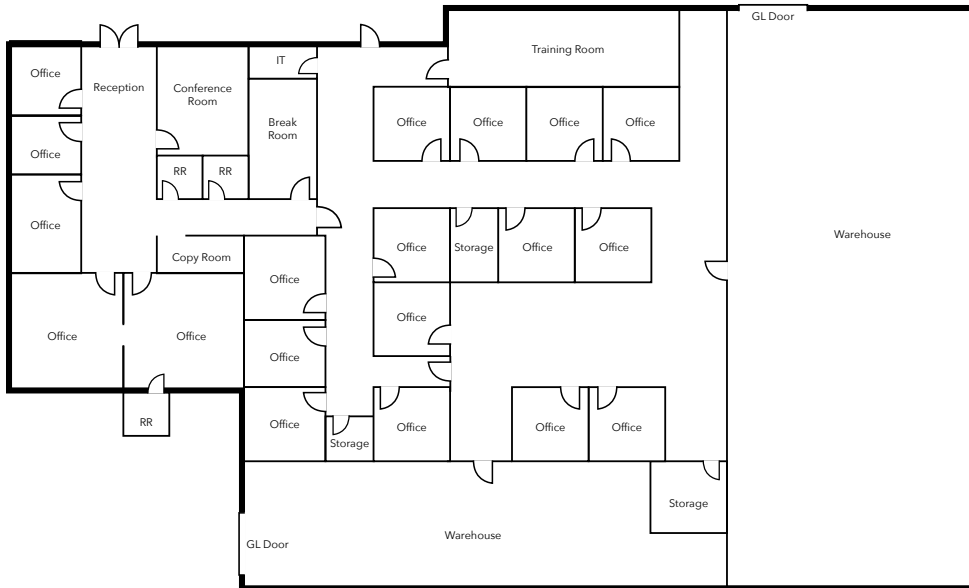 GL Door
Training Room
IT
Office
Reception
Conference
Room
Break
Room
Office
Office
Office
Office
Office
RR
RR
Office
Warehouse
Office
Storage
Office
Office
Copy Room
Office
Office
Office
Office
Office
RR
Office
Office
Office
Office
Storage
Storage
GL Door
Warehouse